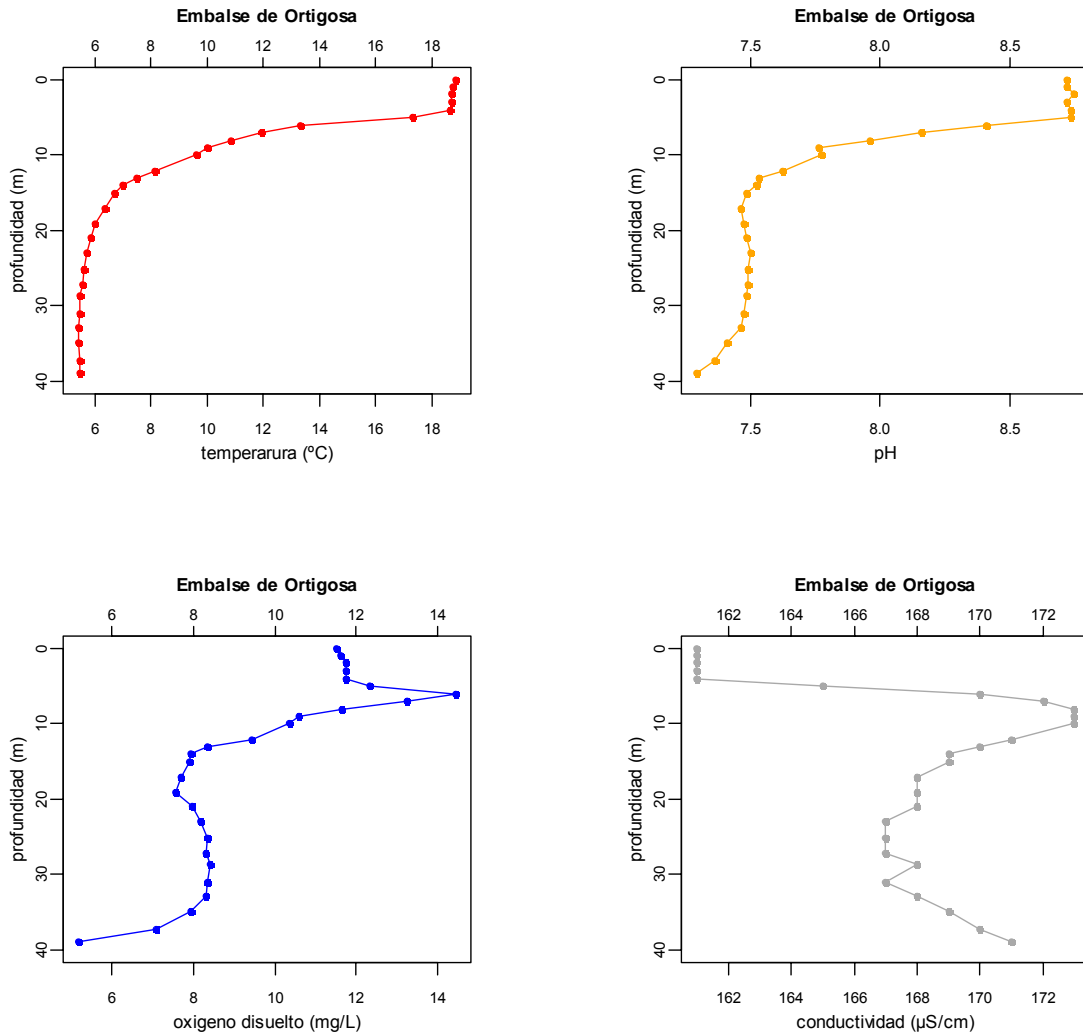 Embalse de Ortigosa
6 8 10 12 14 16 18
0
10
20
30
40
profundidad (m)
6 8 10 12 14 16 18
temperarura (ºC)
Embalse de Ortigosa
7.5 8.0 8.5
0
10
20
30
40
profundidad (m)
7.5 8.0 8.5
pH
Embalse de Ortigosa
6 8 10 12 14
0
10
20
30
40
profundidad (m)
6 8 10 12 14
oxigeno disuelto (mg/L)
Embalse de Ortigosa
162 164 166 168 170 172
0
10
20
30
40
profundidad (m)
162 164 166 168 170 172
conductividad (µS/cm)